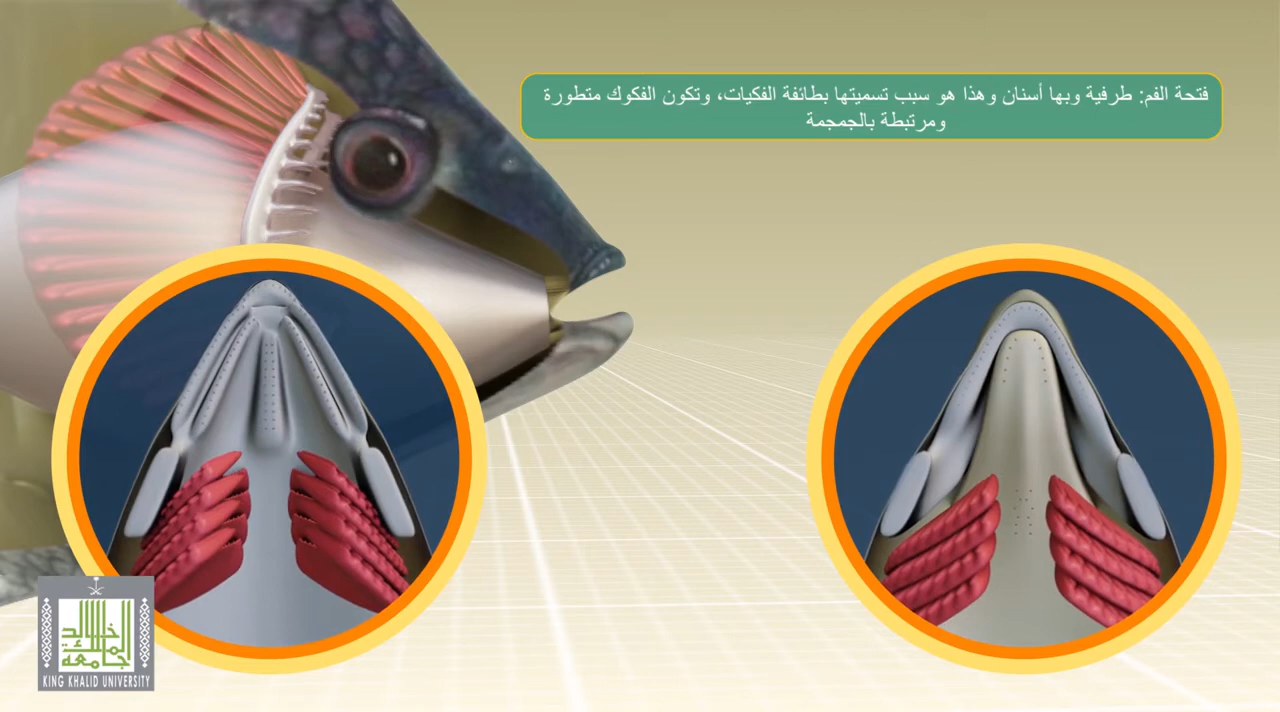 فتحة الفم: طرفية وبها أسنان وهذا هو سبب تسميتها بطائفة الفكيات، وتكون الفكوك متطورة
ومرتبطة بالجمجمة
جامعة الملك خالد
KING KHALID UNIVERSITY